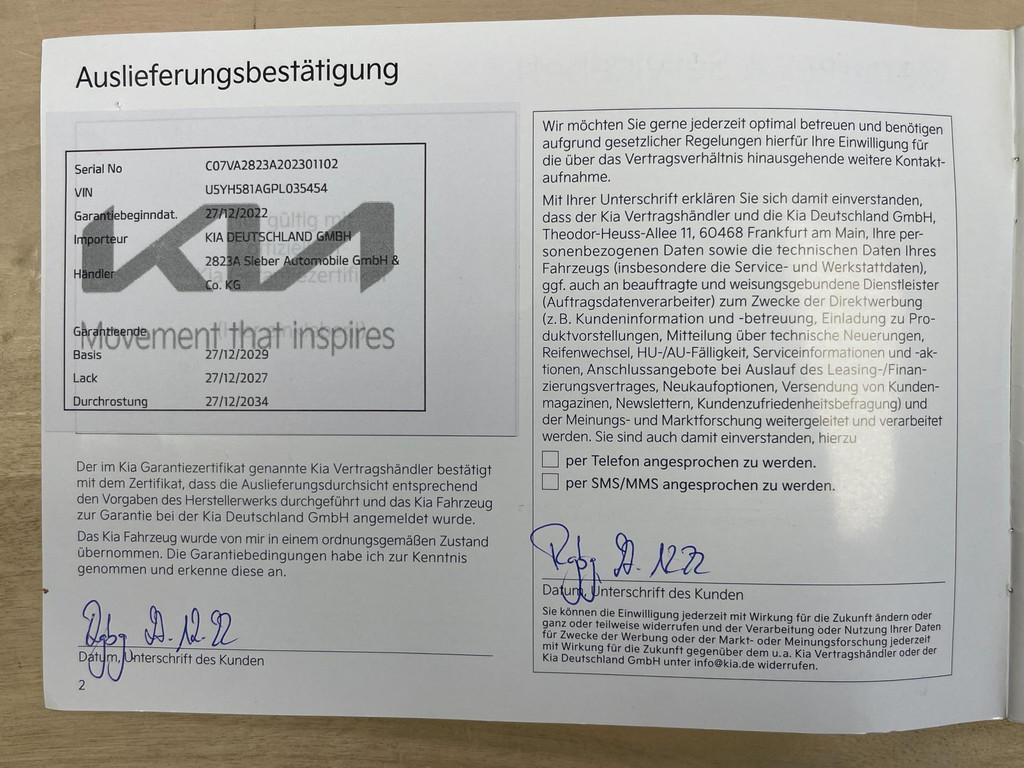 Auslieferungsbestätigung
Serial No C07VA2823A202301102
VIN U5YH581AGPL035454
Garantiebeginndat. 27/12/2022
Importeur KIA DEUTSCHLAND GMBH
Händler 2823A Sieber Automobile GmbH &
Co. KG
KIA
Garantieende
Movement that inspires
Basis 27/12/2029
Lack 27/12/2027
Durchrostung 27/12/2034
Der im Kia Garantiezertifikat genannte Kia Vertragshändler bestätigt
mit dem Zertifikat, dass die Auslieferungsdurchsicht entsprechend
den Vorgaben des Herstellerwerks durchgeführt und das Kia Fahrzeug
zur Garantie bei der Kia Deutschland GmbH angemeldet wurde.
Das Kia Fahrzeug wurde von mir in einem ordnungsgemäßen Zustand
übernommen. Die Garantiebedingungen habe ich zur Kenntnis
genommen und erkenne diese an.
Rgbg 12.22
Datum, Unterschrift des Kunden
2
Wir möchten Sie gerne jederzeit optimal betreuen und benötigen
aufgrund gesetzlicher Regelungen hierfür Ihre Einwilligung für
die über das Vertragsverhältnis hinausgehende weitere Kontakt-
aufnahme.
Mit Ihrer Unterschrift erklären Sie sich damit einverstanden,
dass der Kia Vertragshändler und die Kia Deutschland GmbH,
Theodor-Heuss-Allee 11, 60468 Frankfurt am Main, Ihre per-
sonenbezogenen Daten sowie die technischen Daten Ihres
Fahrzeugs (insbesondere die Service- und Werkstattdaten),
ggf. auch an beauftragte und weisungsgebundene Dienstleister
(Auftragsdatenverarbeiter) zum Zwecke der Direktwerbung
(z. B. Kundeninformation und -betreuung, Einladung zu Pro-
duktvorstellungen, Mitteilung über technische Neuerungen,
Reifenwechsel, HU-/AU-Fälligkeit, Serviceinformationen und -ak-
tionen, Anschlussangebote bei Auslauf des Leasing-/Finan-
zierungsvertrages, Neukaufoptionen, Versendung von Kunden-
magazinen, Newslettern, Kundenzufriedenheitsbefragung) und
der Meinungs- und Marktforschung weitergeleitet und verarbeitet
werden. Sie sind auch damit einverstanden, hierzu
per Telefon angesprochen zu werden.
per SMS/MMS angesprochen zu werden.
Rgbg 12 22
Datum, Unterschrift des Kunden
Sie können die Einwilligung jederzeit mit Wirkung für die Zukunft ändern oder
ganz oder teilweise widerrufen und der Verarbeitung oder Nutzung Ihrer Daten
für Zwecke der Werbung oder der Markt- oder Meinungsforschung jederzeit
mit Wirkung für die Zukunft gegenüber dem u. a. Kia Vertragshändler oder der
Kia Deutschland GmbH unter info@kia.de widerrufen.